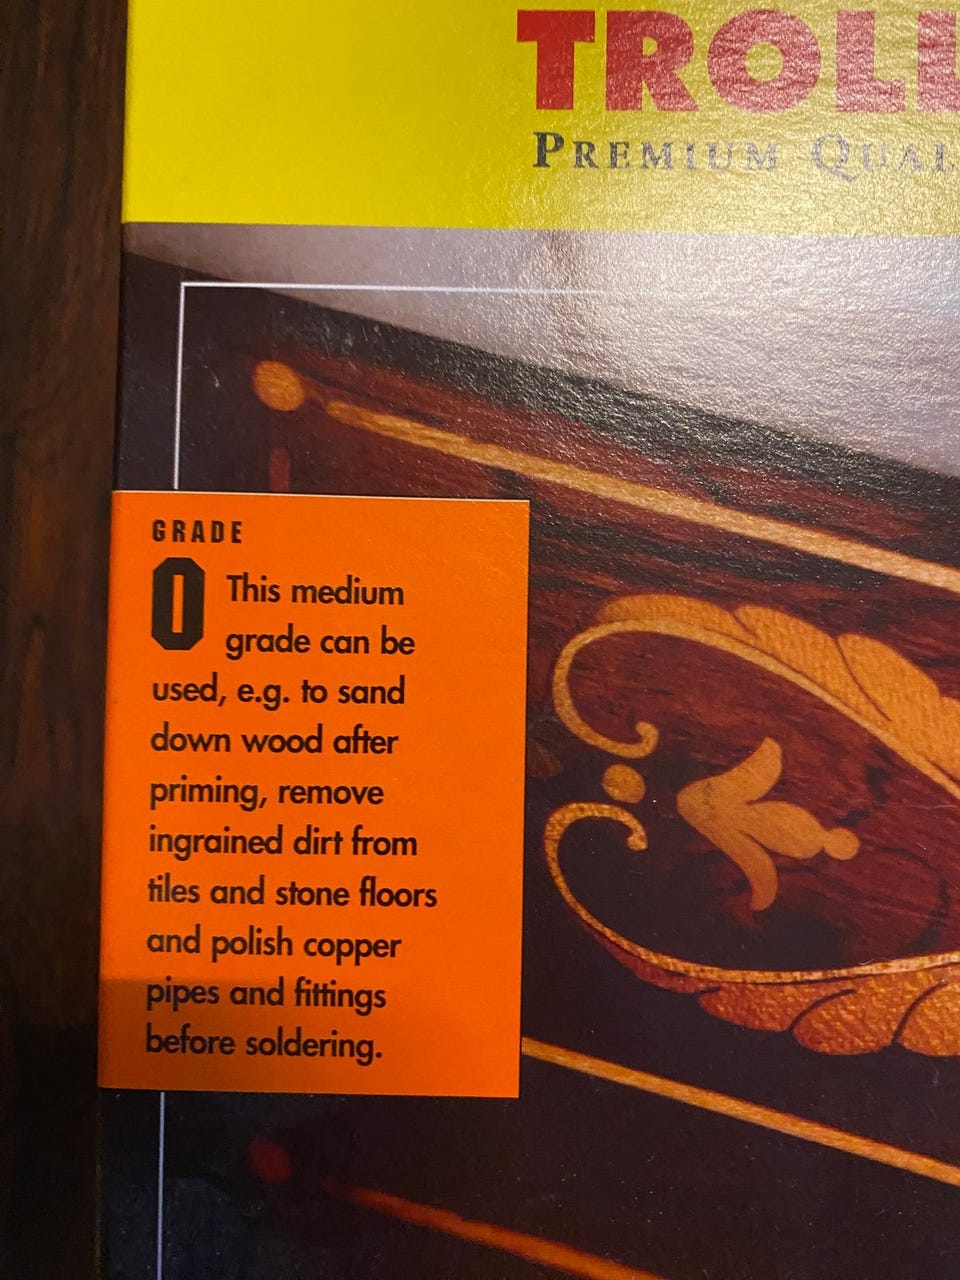 TROLL
PREMIUM QUAL
GRADE
0 This medium
grade can be
used, e.g. to sand
down wood after
priming, remove
ingrained dirt from
tiles and stone floors
and polish copper
pipes and fittings
before soldering.